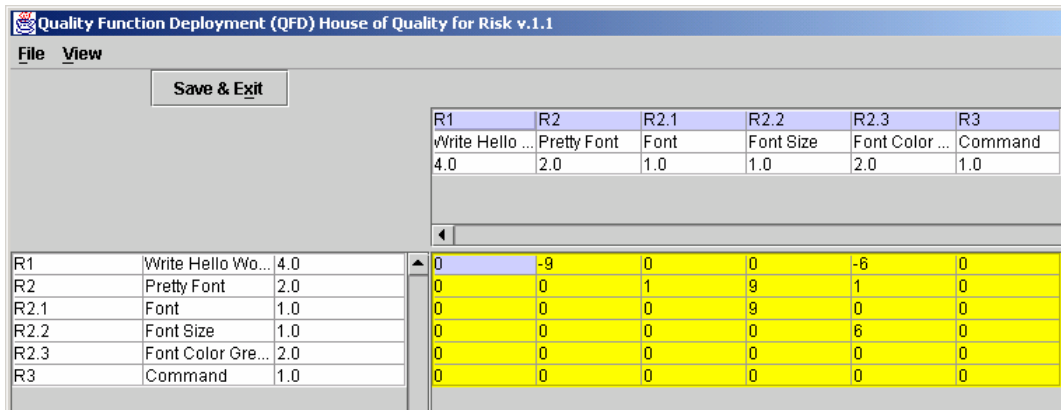 Quality Function Deployment (QFD) House of Quality for Risk v.1.1
File View
Save & Exit
R1 R2 R2.1 R2.2 R2.3 R3
Write Hello ... Pretty Font Font Font Size Font Color ... Command
4.0 2.0 1.0 1.0 2.0 1.0
R1 Write Hello Wo... 4.0 0 -9 0 0 -6 0
R2 Pretty Font 2.0 0 0 1 9 1 0
R2.1 Font 1.0 0 0 0 9 0 0
R2.2 Font Size 1.0 0 0 0 0 6 0
R2.3 Font Color Gre... 2.0 0 0 0 0 0 0
R3 Command 1.0 0 0 0 0 0 0